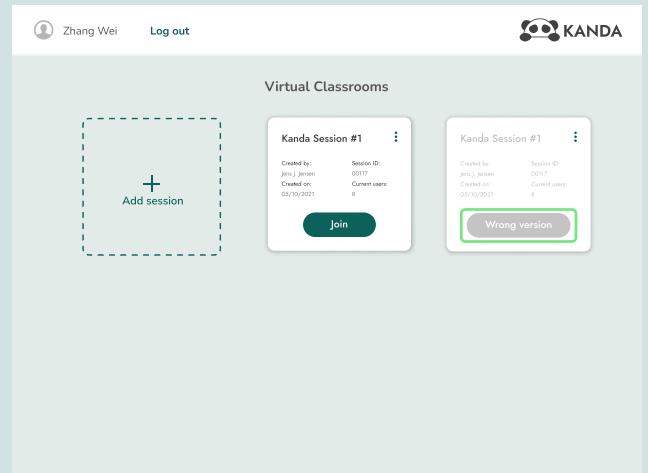 Zhang Wei
Log out
KANDA
Virtual Classrooms
Add session
Kanda Session #1
Created by:
Session ID:
Jens J. Jensen
00117
Created on:
Current users:
03/10/2021
8
Join
Kanda Session #1
Created by:
Session ID:
Jens J. Jensen
00117
Created on:
Current users:
03/10/2021
8
Wrong version